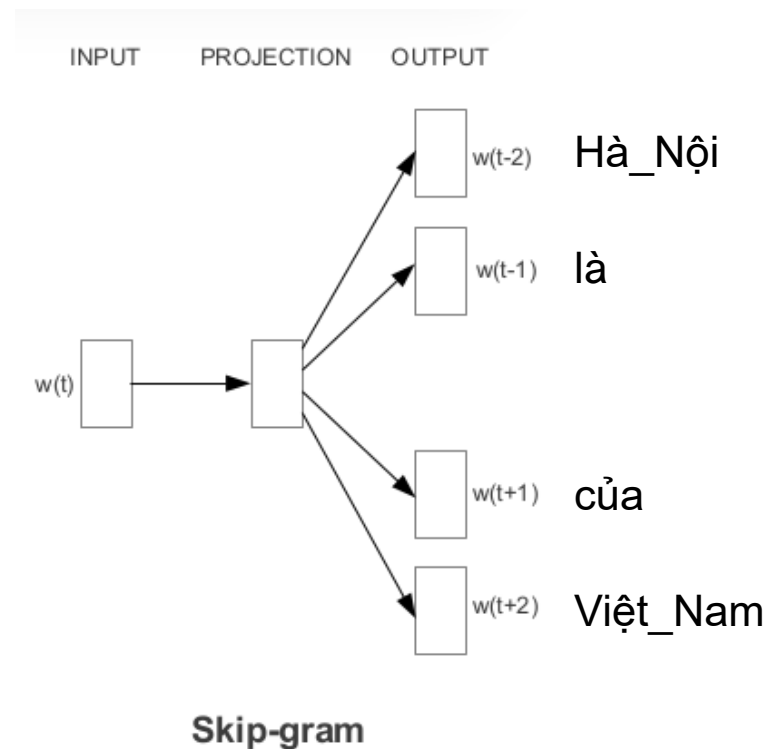 INPUT PROJECTION OUTPUT
w(t-2) Hà_Nội
w(t-1) là
w(t)
w(t+1) của
w(t+2) Việt_Nam
Skip-gram